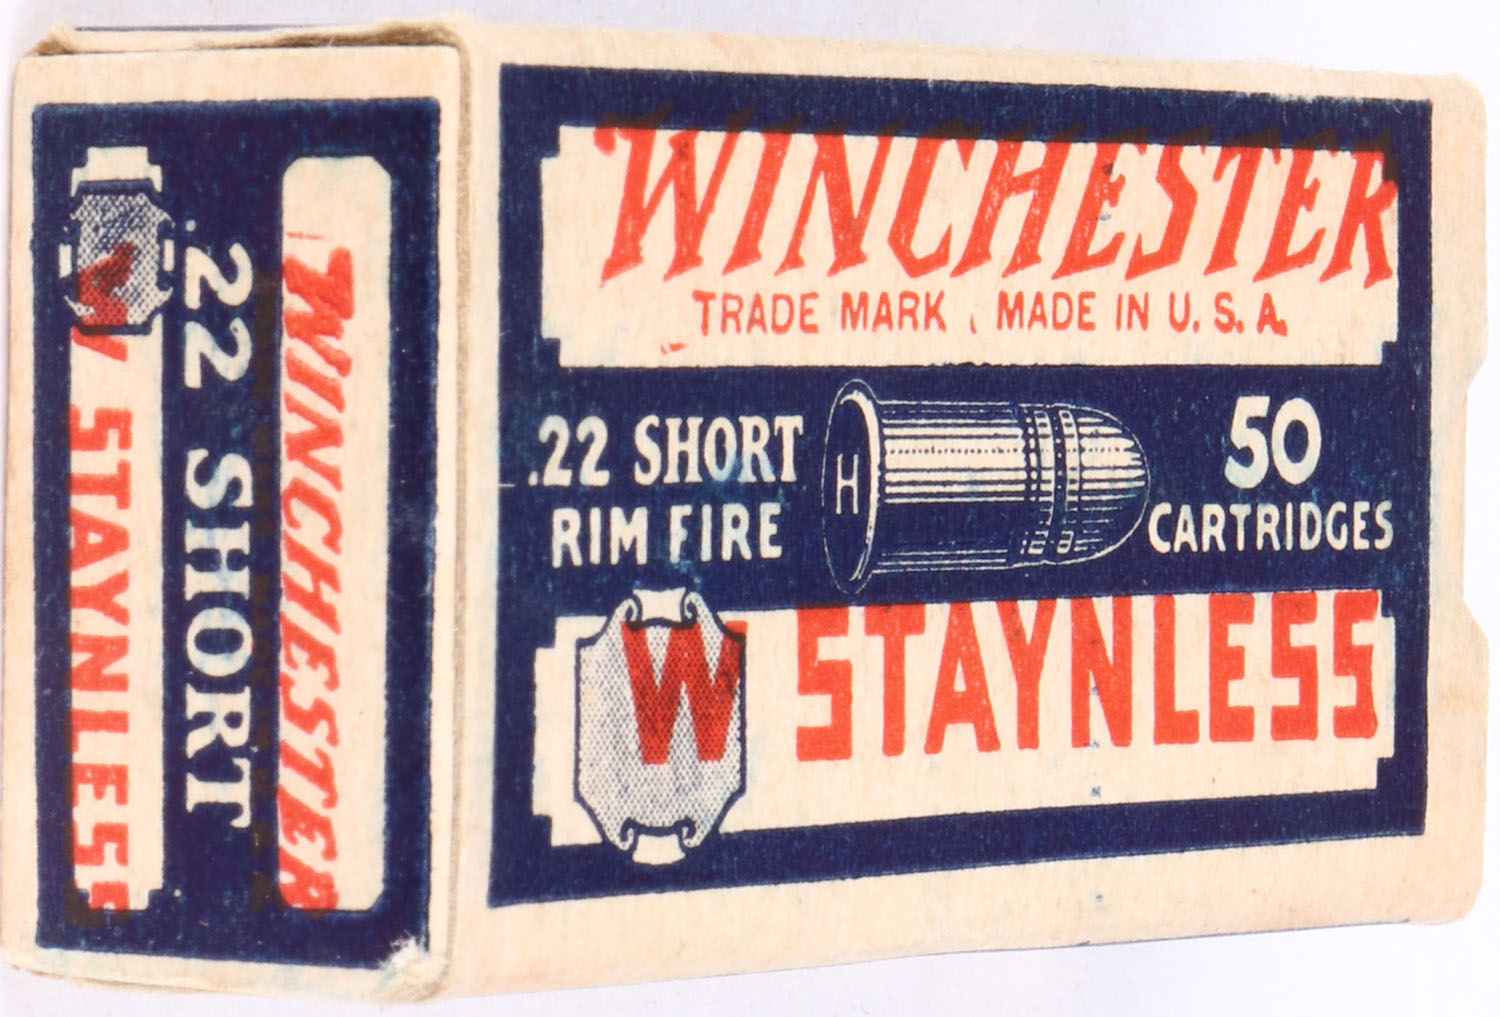 WINCHESTER
TRADE MARK . MADE IN U.S.A.
.22 SHORT
RIM FIRE
H
50
CARTRIDGES
W STAYNLESS
WINCHESTER
.22 SHORT
W STAYNLESS